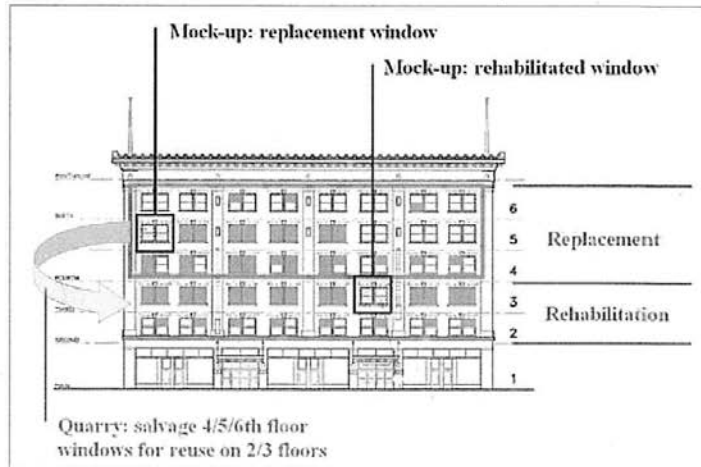 Mock-up: replacement window
Mock-up: rehabilitated window
6
5
Replacement
4
3
Rehabilitation
2
1
Quarry: salvage 4/5/6th floor
windows for reuse on 2/3 floors